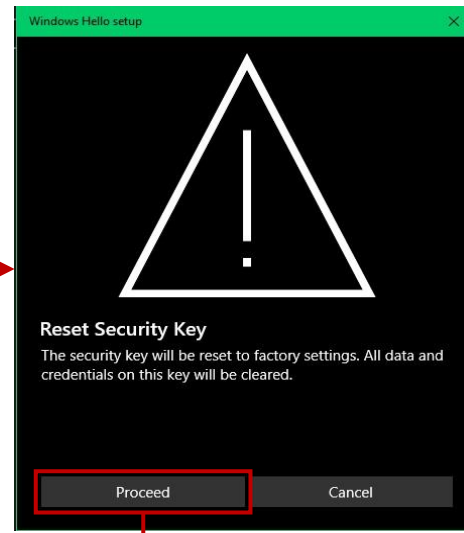 Windows Hello setup
Reset Security Key
The security key will be reset to factory settings. All data and
credentials on this key will be cleared.
Proceed
Cancel